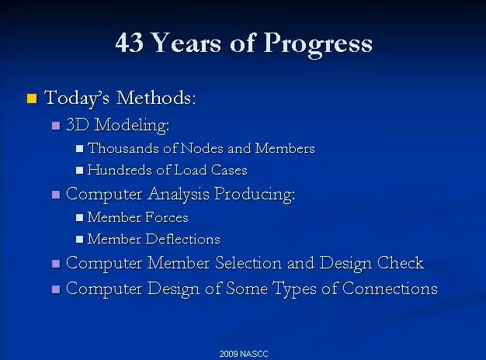 43 Years of Progress
Today's Methods:
3D Modeling:
Thousands of Nodes and Members
Hundreds of Load Cases
Computer Analysis Producing:
Member Forces
Member Deflections
Computer Member Selection and Design Check
Computer Design of Some Types of Connections
2009 NASCC